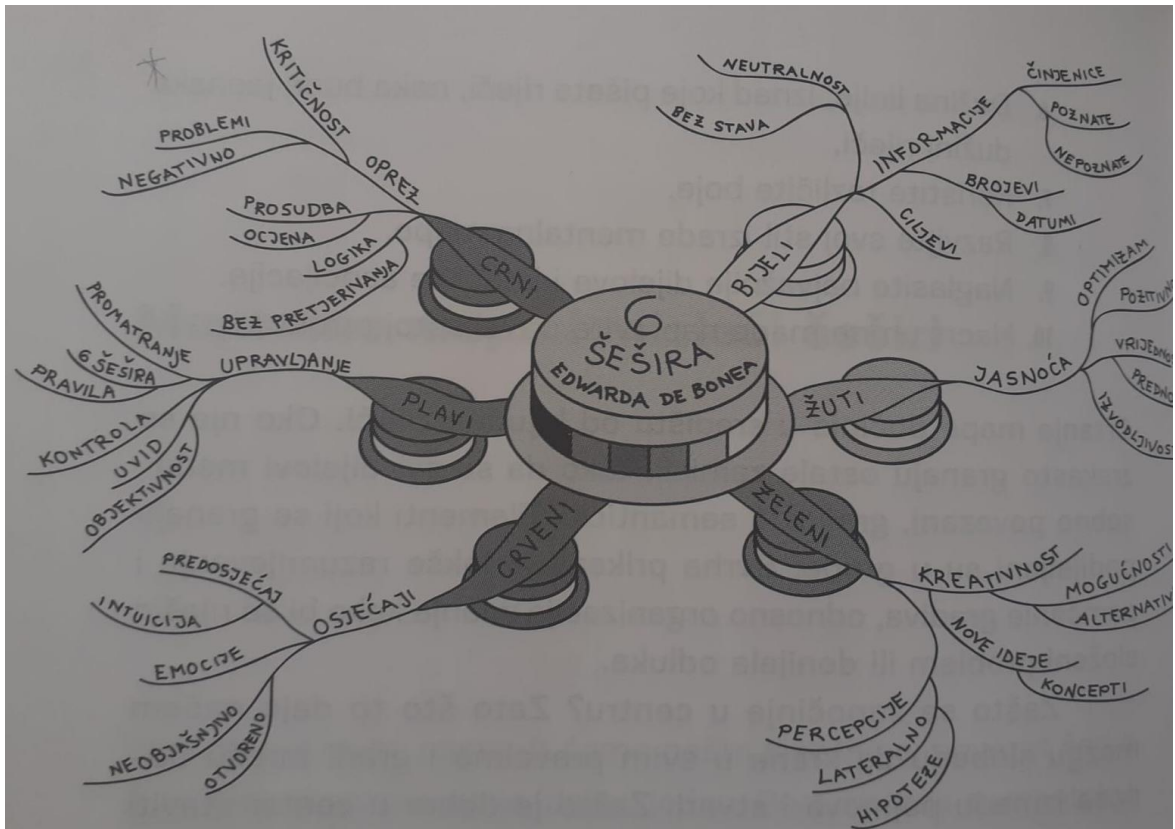 6
ŠEŠIRA
EDWARDA DE BONEA
BIJELI
NEUTRALNOST
BEZ STAVA
INFORMACIJE
ČINJENICE
POZNATE
NEPOZNATE
BROJEVI
DATUMI
CILJEVI
ŽUTI
JASNOĆA
OPTIMIZAM
IZVODLJIVOST
ZELENI
KREATIVNOST
MOGUĆNOSTI
NOVE IDEJE
KONCEPTI
PERCEPCIJE
LATERALNO
HIPOTEZE
CRVENI
OSJEĆAJI
PREDOSJEĆAJ
INTUICIJA
EMOCIJE
NEOBJAŠNJIVO
OTVORENO
PLAVI
UPRAVLJANJE
PROMATRANJE
6 ŠEŠIRA
PRAVILA
KONTROLA
UVID
OBJEKTIVNOST
CRNI
OPREZ
KRITIČNOST
PROBLEMI
NEGATIVNO
PROSUDBA
OCJENA
LOGIKA
BEZ PRETJERIVANJA